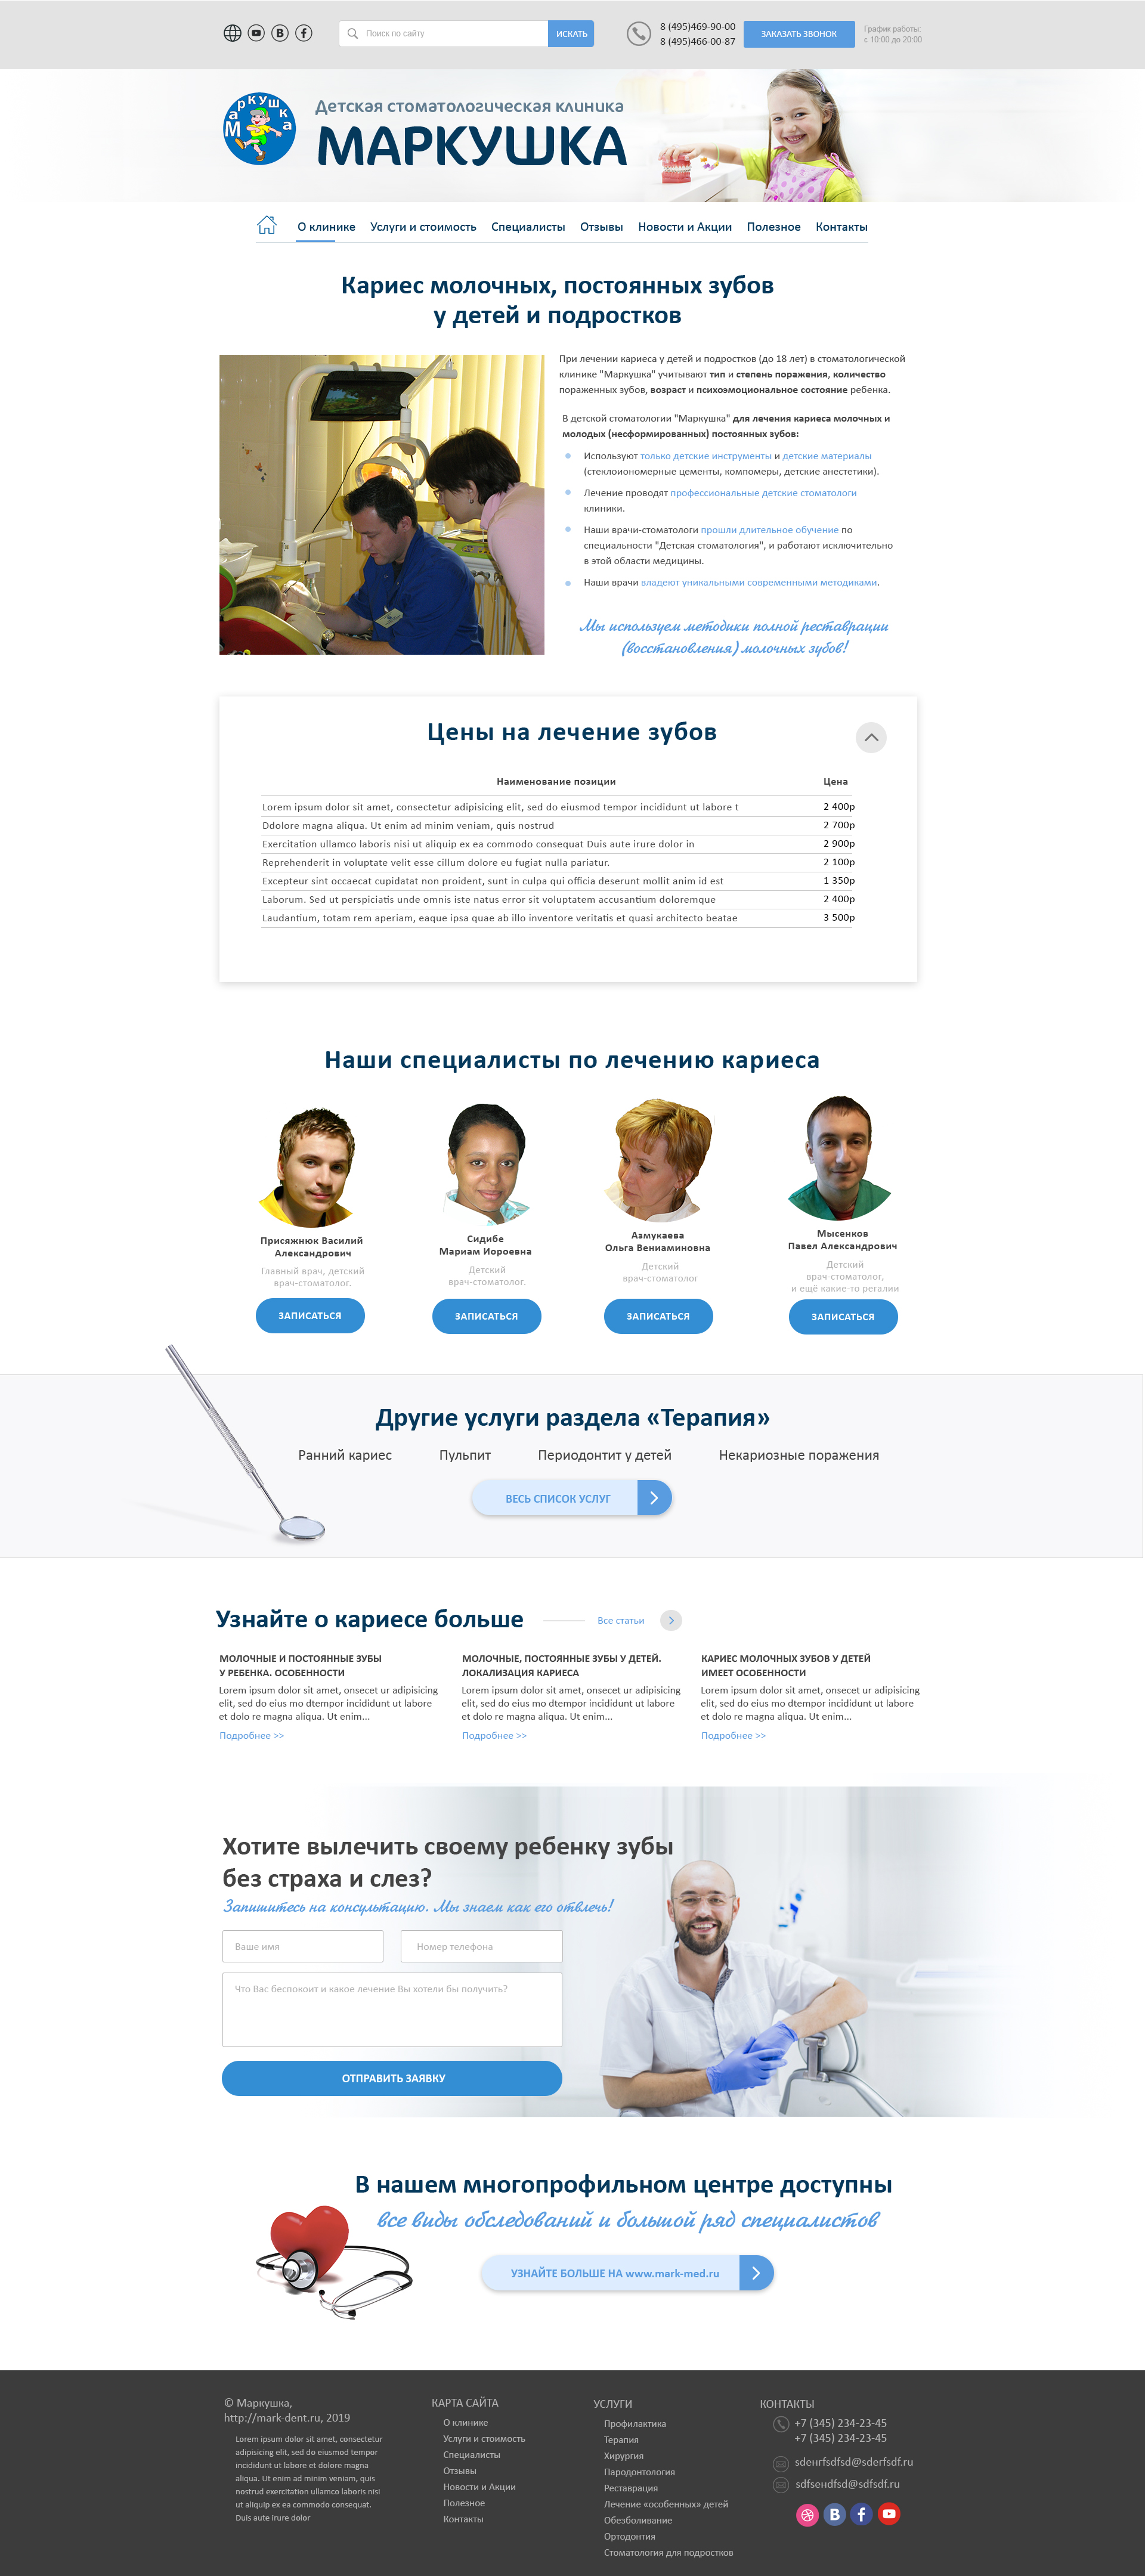 Поиск по сайту
ИСКАТЬ
8 (495)469-90-00
8 (495)466-00-87
ЗАКАЗАТЬ ЗВОНОК
График работы:
с 10:00 до 20:00
Маркушка
Детская стоматологическая клиника
МАРКУШКА
О клинике Услуги и стоимость Специалисты Отзывы Новости и Акции Полезное Контакты
Кариес молочных, постоянных зубов
у детей и подростков
При лечении кариеса у детей и подростков (до 18 лет) в стоматологической
клинике "Маркушка" учитывают тип и степень поражения, количество
пораженных зубов, возраст и психоэмоциональное состояние ребенка.
В детской стоматологии "Маркушка" для лечения кариеса молочных и
молодых (несформированных) постоянных зубов:
Используют только детские инструменты и детские материалы
(стеклоиономерные цементы, компомеры, детские анестетики).
Лечение проводят профессиональные детские стоматологи
клиники.
Наши врачи-стоматологи прошли длительное обучение по
специальности "Детская стоматология", и работают исключительно
в этой области медицины.
Наши врачи владеют уникальными современными методиками.
Мы используем методики полной реставрации
(восстановления) молочных зубов!
Цены на лечение зубов
Наименование позиции Цена
Lorem ipsum dolor sit amet, consectetur adipisicing elit, sed do eiusmod tempor incididunt ut labore t 2 400р
Ddolore magna aliqua. Ut enim ad minim veniam, quis nostrud 2 700р
Exercitation ullamco laboris nisi ut aliquip ex ea commodo consequat Duis aute irure dolor in 2 900р
Reprehenderit in voluptate velit esse cillum dolore eu fugiat nulla pariatur. 2 100р
Excepteur sint occaecat cupidatat non proident, sunt in culpa qui officia deserunt mollit anim id est 1 350р
Laborum. Sed ut perspiciatis unde omnis iste natus error sit voluptatem accusantium doloremque 2 400р
Laudantium, totam rem aperiam, eaque ipsa quae ab illo inventore veritatis et quasi architecto beatae 3 500р
Наши специалисты по лечению кариеса
Присяжнюк Василий
Александрович
Главный врач, детский
врач-стоматолог.
ЗАПИСАТЬСЯ
Сидибе
Мариам Иороевна
Детский
врач-стоматолог.
ЗАПИСАТЬСЯ
Азмукаева
Ольга Вениаминовна
Детский
врач-стоматолог
ЗАПИСАТЬСЯ
Мысенков
Павел Александрович
Детский
врач-стоматолог,
и ещё какие-то регалии
ЗАПИСАТЬСЯ
Другие услуги раздела «Терапия»
Ранний кариес Пульпит Периодонтит у детей Некариозные поражения
ВЕСЬ СПИСОК УСЛУГ
Узнайте о кариесе больше
Все статьи
МОЛОЧНЫЕ И ПОСТОЯННЫЕ ЗУБЫ
У РЕБЕНКА. ОСОБЕННОСТИ
Lorem ipsum dolor sit amet, onsecet ur adipisicing
elit, sed do eius mo dtempor incididunt ut labore
et dolo re magna aliqua. Ut enim...
Подробнее >>
МОЛОЧНЫЕ, ПОСТОЯННЫЕ ЗУБЫ У ДЕТЕЙ.
ЛОКАЛИЗАЦИЯ КАРИЕСА
Lorem ipsum dolor sit amet, onsecet ur adipisicing
elit, sed do eius mo dtempor incididunt ut labore
et dolo re magna aliqua. Ut enim...
Подробнее >>
КАРИЕС МОЛОЧНЫХ ЗУБОВ У ДЕТЕЙ
ИМЕЕТ ОСОБЕННОСТИ
Lorem ipsum dolor sit amet, onsecet ur adipisicing
elit, sed do eius mo dtempor incididunt ut labore
et dolo re magna aliqua. Ut enim...
Подробнее >>
Хотите вылечить своему ребенку зубы
без страха и слез?
Запишитесь на консультацию. Мы знаем как его отвлечь!
Ваше имя
Номер телефона
Что Вас беспокоит и какое лечение Вы хотели бы получить?
ОТПРАВИТЬ ЗАЯВКУ
В нашем многопрофильном центре доступны
все виды обследований и большой ряд специалистов
УЗНАЙТЕ БОЛЬШЕ НА www.mark-med.ru
© Маркушка,
http://mark-dent.ru, 2019
Lorem ipsum dolor sit amet, consectetur
adipisicing elit, sed do eiusmod tempor
incididunt ut labore et dolore magna
aliqua. Ut enim ad minim veniam, quis
nostrud exercitation ullamco laboris nisi
ut aliquip ex ea commodo consequat.
Duis aute irure dolor
КАРТА САЙТА
О клинике
Услуги и стоимость
Специалисты
Отзывы
Новости и Акции
Полезное
Контакты
УСЛУГИ
Профилактика
Терапия
Хирургия
Пародонтология
Реставрация
Лечение «особенных» детей
Обезболивание
Ортодонтия
Стоматология для подростков
КОНТАКТЫ
+7 (345) 234-23-45
+7 (345) 234-23-45
sdенrfsdfsd@sderfsdf.ru
sdfsенdfsd@sdfsdf.ru